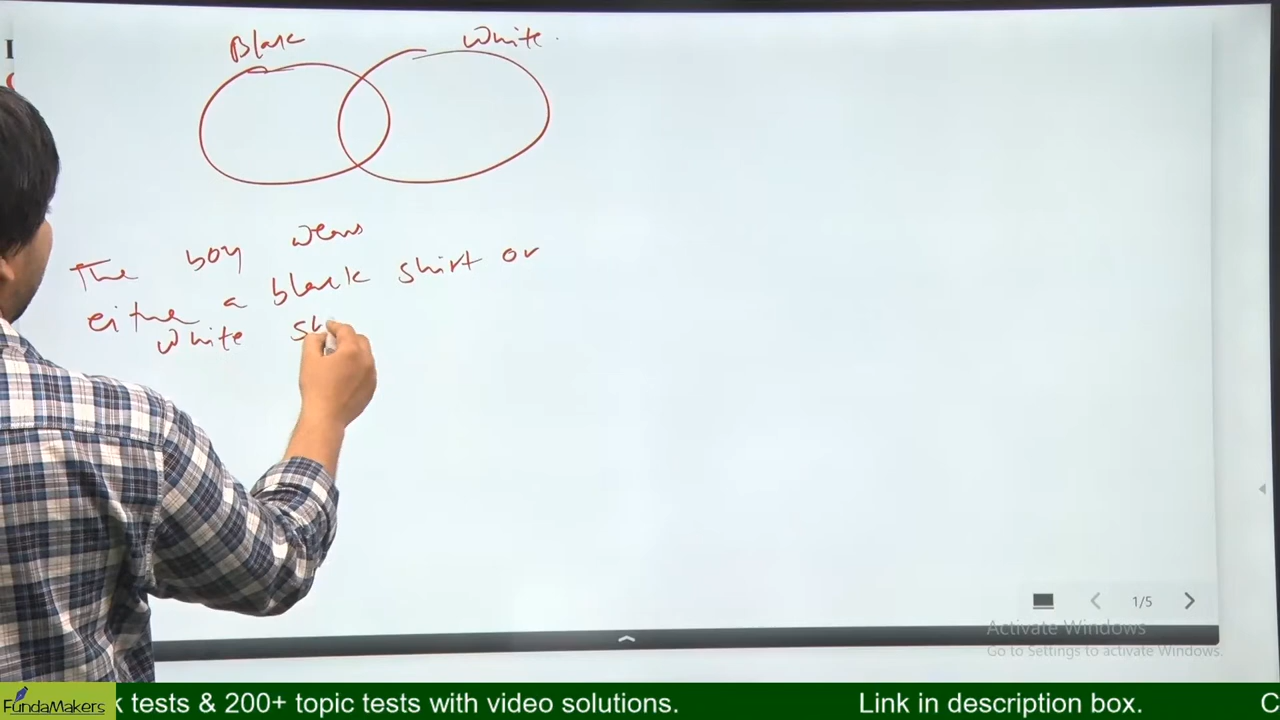 Black
White
The boy wears
either a black shirt or
white sh
1/5
Activate Windows
Go to Settings to activate Windows.
FundaMakers
k tests & 200+ topic tests with video solutions.
Link in description box.
C